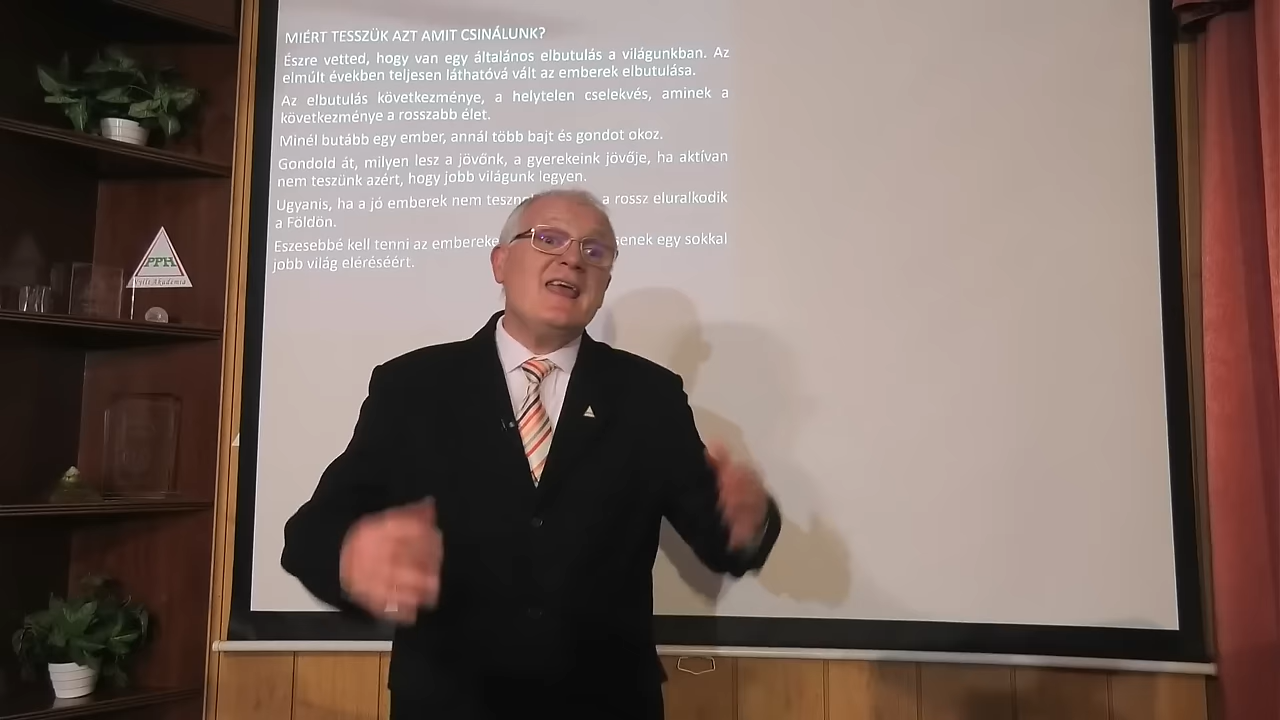 MIÉRT TESSZÜK AZT AMIT CSINÁLUNK?
Észre vetted, hogy van egy általános elbutulás a világunkban. Az
elmúlt években teljesen láthatóvá vált az emberek elbutulása.
Az elbutulás következménye, a helytelen cselekvés, aminek a
következménye a rosszabb élet.
Minél butább egy ember, annál több bajt és gondot okoz.
Gondold át, milyen lesz a jövőnk, a gyerekeink jövője, ha aktívan
nem teszünk azért, hogy jobb világunk legyen.
Ugyanis, ha a jó emberek nem a rossz eluralkodik
a Földön.
Eszesebbé kell tenni az egy sokkal
jobb világ eléréséért.
PPH
Nyílt Akadémia